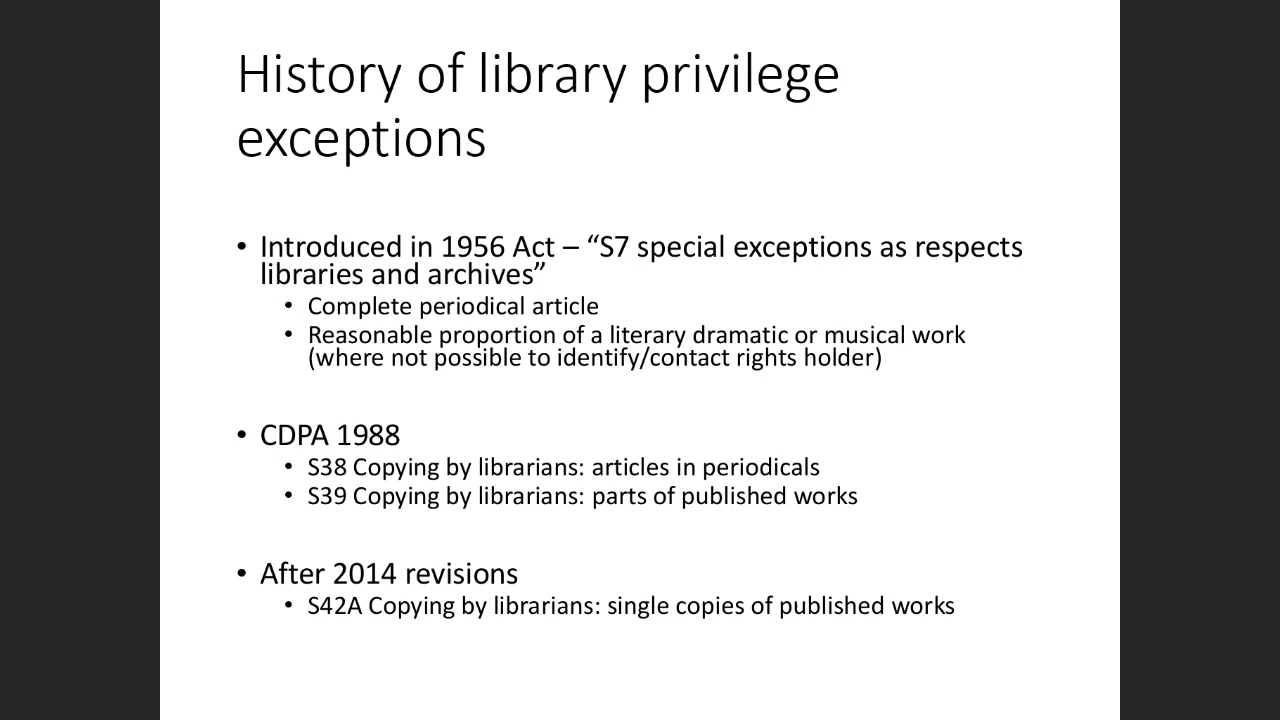 History of library privilege
exceptions
• Introduced in 1956 Act – “S7 special exceptions as respects
libraries and archives”
• Complete periodical article
• Reasonable proportion of a literary dramatic or musical work
(where not possible to identify/contact rights holder)
• CDPA 1988
• S38 Copying by librarians: articles in periodicals
• S39 Copying by librarians: parts of published works
• After 2014 revisions
• S42A Copying by librarians: single copies of published works